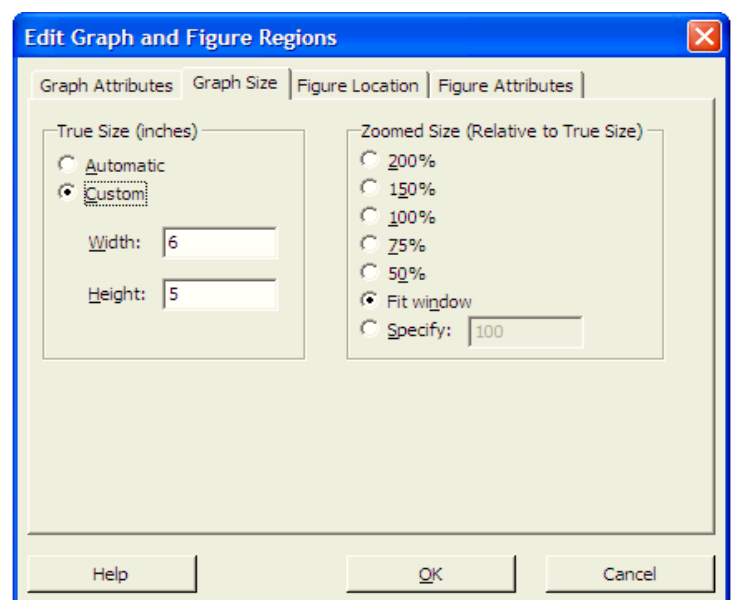 Edit Graph and Figure Regions
Graph Attributes Graph Size Figure Location Figure Attributes
True Size (inches)
Automatic
Custom
Width: 6
Height: 5
Zoomed Size (Relative to True Size)
200%
150%
100%
75%
50%
Fit window
Specify: 100
Help OK Cancel